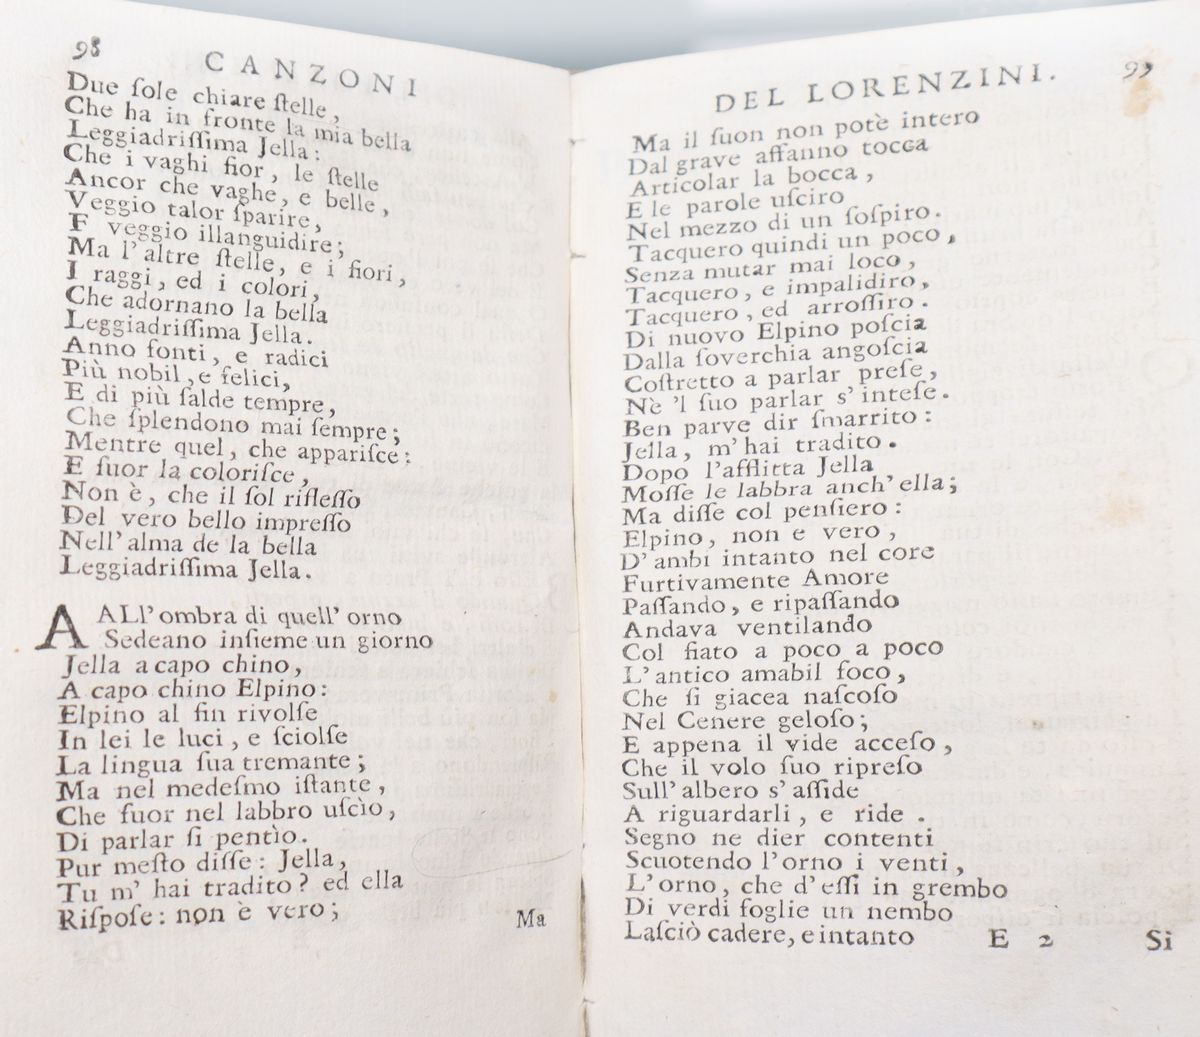 98
CANZONI
Due ſole chiare ſtelle,
Che ha in fronte la mia bella
Leggiadriſſima Jella:
Che i vaghi fior, le ſtelle
Ancor che vaghe, e belle,
Veggio talor ſparire,
F veggio illanguidire;
Ma l'altre ſtelle, e i fiori,
I raggi, ed i colori,
Che adornano la bella
Leggiadriſſima Jella.
Anno fonti, e radici
Più nobil, e felici,
E di più ſalde tempre,
Che ſplendono mai ſempre;
Mentre quel, che appariſce:
E fuor la coloriſce,
Non è, che il ſol rifleſſo
Del vero bello impreſſo
Nell'alma de la bella
Leggiadriſſima Jella.
A ALl'ombra di quell'orno
Sedeano inſieme un giorno
Jella a capo chino,
A capo chino Elpino:
Elpino al fin rivolſe
In lei le luci, e ſciolſe
La lingua ſua tremante;
Ma nel medeſmo iſtante,
Che fuor nel labbro uſcìo,
Di parlar ſi pentìo.
Pur meſto diſſe: Jella,
Tu m'hai tradito? ed ella
Riſpoſe: non è vero;
Ma
DEL LORENZINI.
99
Ma il ſuon non potè intero
Dal grave affanno tocca
Articolar la bocca,
E le parole uſciro
Nel mezzo di un ſoſpiro.
Tacquero quindi un poco,
Senza mutar mai loco,
Tacquero, e impalidiro,
Tacquero, ed arroſſiro.
Di nuovo Elpino poſcia
Dalla ſoverchia angoſcia
Coſtretto a parlar preſe,
Nè 'l ſuo parlar s'inteſe.
Ben parve dir ſmarrito:
Jella, m'hai tradito.
Dopo l'afflitta Jella
Moſſe le labbra anch'ella;
Ma diſſe col penſiero:
Elpino, non e vero,
D'ambi intanto nel core
Furtivamente Amore
Paſſando, e ripaſſando
Andava ventilando
Col fiato a poco a poco
L'antico amabil foco,
Che ſi giacea naſcoſo
Nel Cenere geloſo;
E appena il vide acceſo,
Che il volo ſuo ripreſo
Sull'albero s'aſſide
A riguardarli, e ride.
Segno ne dier contenti
Scuotendo l'orno i venti,
L'orno, che d'eſſi in grembo
Di verdi foglie un nembo
Laſciò cadere, e intanto
E 2
Si